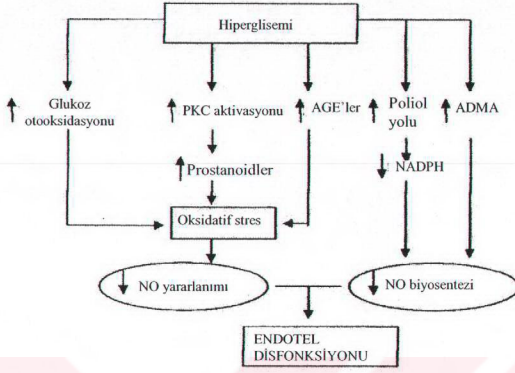 Hiperglisemi
Glukoz
otooksidasyonu
PKC aktivasyonu
AGE'ler
Poliol
yolu
ADMA
Prostanoidler
NADPH
Oksidatif stres
NO yararlanımı
NO biyosentezi
ENDOTEL
DİSFONKSİYONU